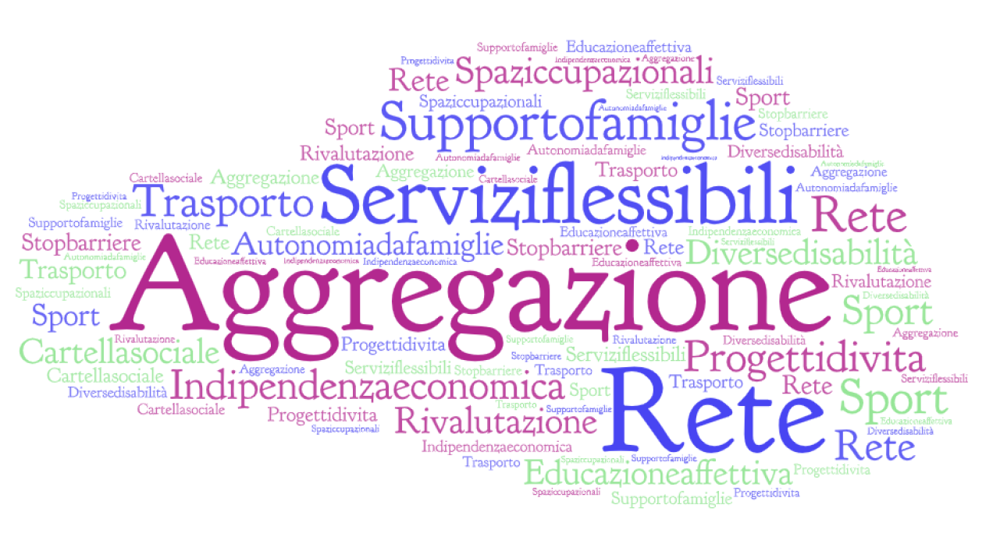 Supportofamiglie Educazioneaffettiva
Progettidivita Indipendenzaeconomica Aggregazione
Rete Spaziccupazionali Serviziflessibili
Spaziccupazionali Serviziflessibili Sport
Supportofamiglie Autonomiadafamiglie Stopbarriere
Sport Stopbarriere
Rivalutazione Autonomiadafamiglie Autonomiadafamiglie Indipendenzaeconomica Diversedisabilità
Cartellasociale Aggregazione Aggregazione Cartellasociale Trasporto Autonomiadafamiglie Aggregazione
Progettidivita Trasporto Serviziflessibili Autonomiadafamiglie
Spaziccupazionali
Supportofamiglie Rivalutazione Rete
Cartellasociale Educazioneaffettiva Indipendenzaeconomica
Stopbarriere Rete Autonomiadafamiglie Stopbarriere Rete Serviziflessibili
Autonomiadafamiglie Educazioneaffettiva Indipendenzaeconomica Indipendenzaeconomica Educazioneaffettiva Diversedisabilità
Trasporto Educazioneaffettiva
Rivalutazione
Spaziccupazionali Diversedisabilità
Sport Aggregazione Sport
Rivalutazione Progettidivita Supportofamiglie Rivalutazione Diversedisabilità Aggregazione
Cartellasociale Stopbarriere Serviziflessibili Progettidivita
Cartellasociale Aggregazione Serviziflessibili Stopbarriere Trasporto Trasporto Serviziflessibili
Diversedisabilità Indipendenzaeconomica Sport Rete Rete Sport
Cartellasociale Progettidivita Trasporto Supportofamiglie
Spaziccupazionali Rivalutazione Educazioneaffettiva
Diversedisabilità
Indipendenzaeconomica Rete
Trasporto Spaziccupazionali Supportofamiglie
Educazioneaffettiva Progettidivita
Spaziccupazionali Supportofamiglie Progettidivita